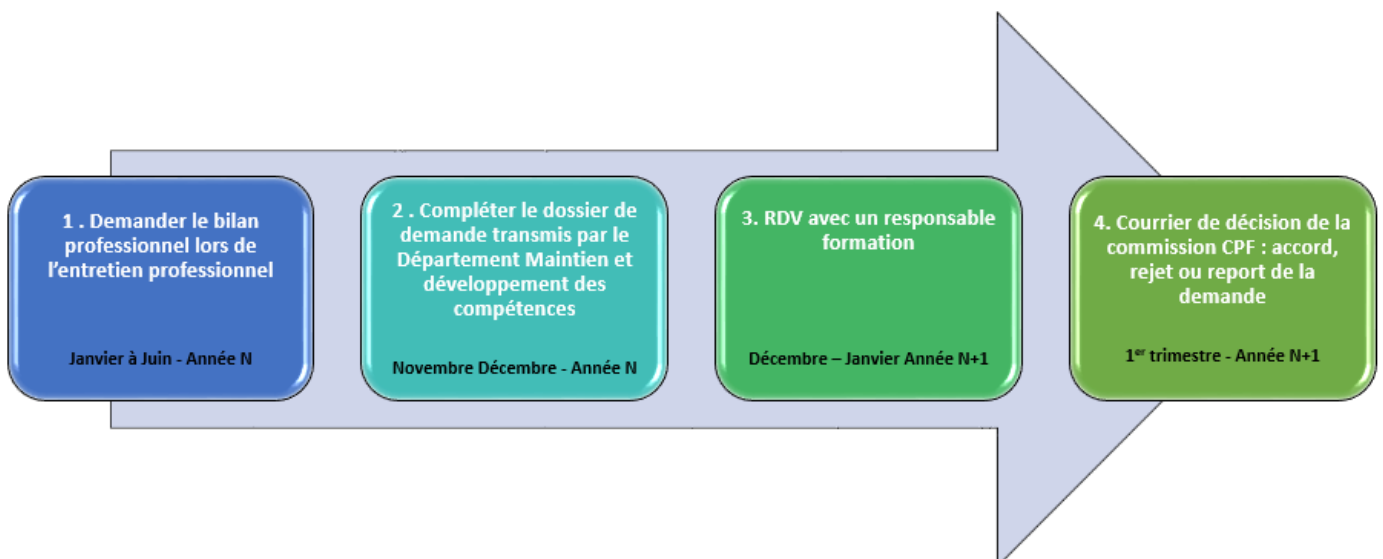 1 . Demander le bilan
professionnel lors de
l’entretien professionnel
Janvier à Juin - Année N
2 . Compléter le dossier de
demande transmis par le
Département Maintien et
développement des
compétences
Novembre Décembre - Année N
3. RDV avec un responsable
formation
Décembre – Janvier Année N+1
4. Courrier de décision de la
commission CPF : accord,
rejet ou report de la
demande
1er trimestre - Année N+1